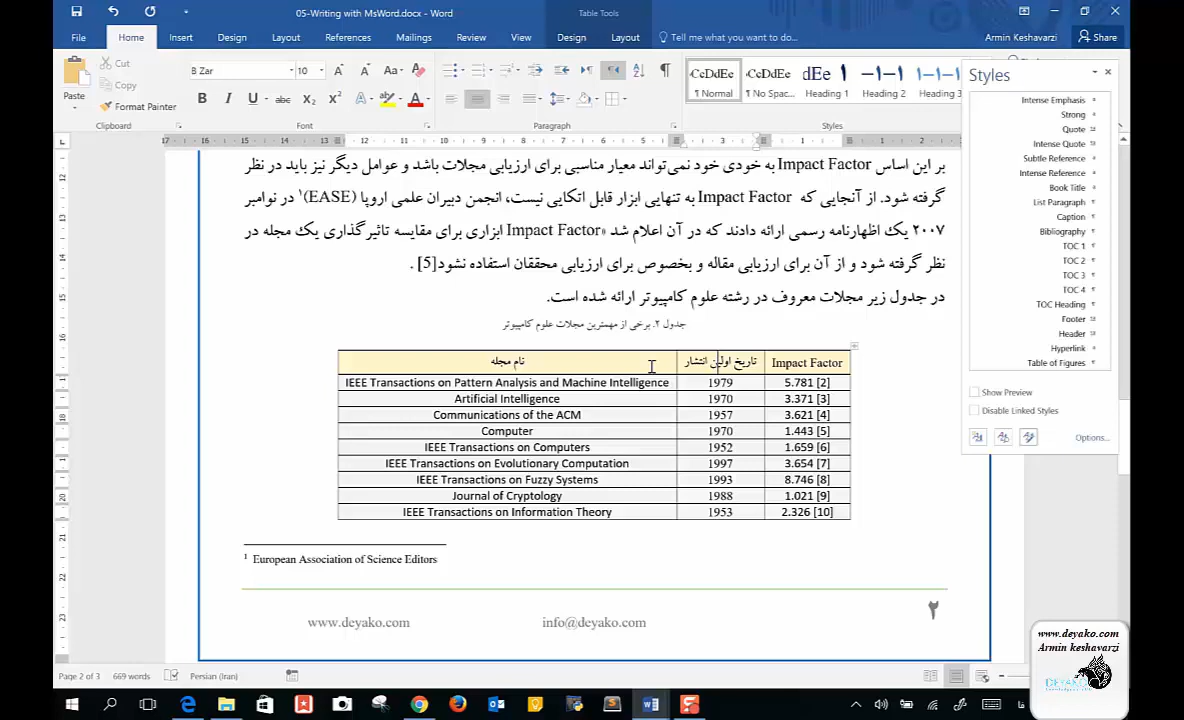 05-Writing with MsWord.docx - Word
Table Tools
File Home Insert Design Layout References Mailings Review View Design Layout Tell me what you want to do... Armin Keshavarzi Share
Cut
Copy
Format Painter
Paste
B Zar 10
Clipboard Font Paragraph Styles
¶ Normal ¶ No Spac... Heading 1 Heading 2 Heading 3
Styles
Intense Emphasis
Strong
Quote
Intense Quote
Subtle Reference
Intense Reference
Book Title
List Paragraph
Caption
Bibliography
TOC 1
TOC 2
TOC 3
TOC 4
TOC Heading
Footer
Header
Hyperlink
Table of Figures
Show Preview
Disable Linked Styles
Options...
بر این اساس Impact Factor به خودی خود نمی‌تواند معیار مناسبی برای ارزیابی مجلات باشد و عوامل دیگر نیز باید در نظر
گرفته شود. از آنجایی که Impact Factor به تنهایی ابزار قابل اتکایی نیست، انجمن دبیران علمی اروپا (EASE)۱ در نوامبر
۲۰۰۷ یک اظهارنامه رسمی ارائه دادند که در آن اعلام شد «Impact Factor ابزاری برای مقایسه تاثیرگذاری یک مجله در
نظر گرفته شود و از آن برای ارزیابی مقاله و بخصوص برای ارزیابی محققان استفاده نشود[5] .
در جدول زیر مجلات معروف در رشته علوم کامپیوتر ارائه شده است.
جدول ۲. برخی از مهمترین مجلات علوم کامپیوتر
نام مجله تاریخ اولین انتشار Impact Factor
IEEE Transactions on Pattern Analysis and Machine Intelligence 1979 5.781 [2]
Artificial Intelligence 1970 3.371 [3]
Communications of the ACM 1957 3.621 [4]
Computer 1970 1.443 [5]
IEEE Transactions on Computers 1952 1.659 [6]
IEEE Transactions on Evolutionary Computation 1997 3.654 [7]
IEEE Transactions on Fuzzy Systems 1993 8.746 [8]
Journal of Cryptology 1988 1.021 [9]
IEEE Transactions on Information Theory 1953 2.326 [10]
1 European Association of Science Editors
www.deyako.com info@deyako.com ۲
Page 2 of 3 669 words Persian (Iran)
www.deyako.com
Armin keshavarzi
DEYAKO